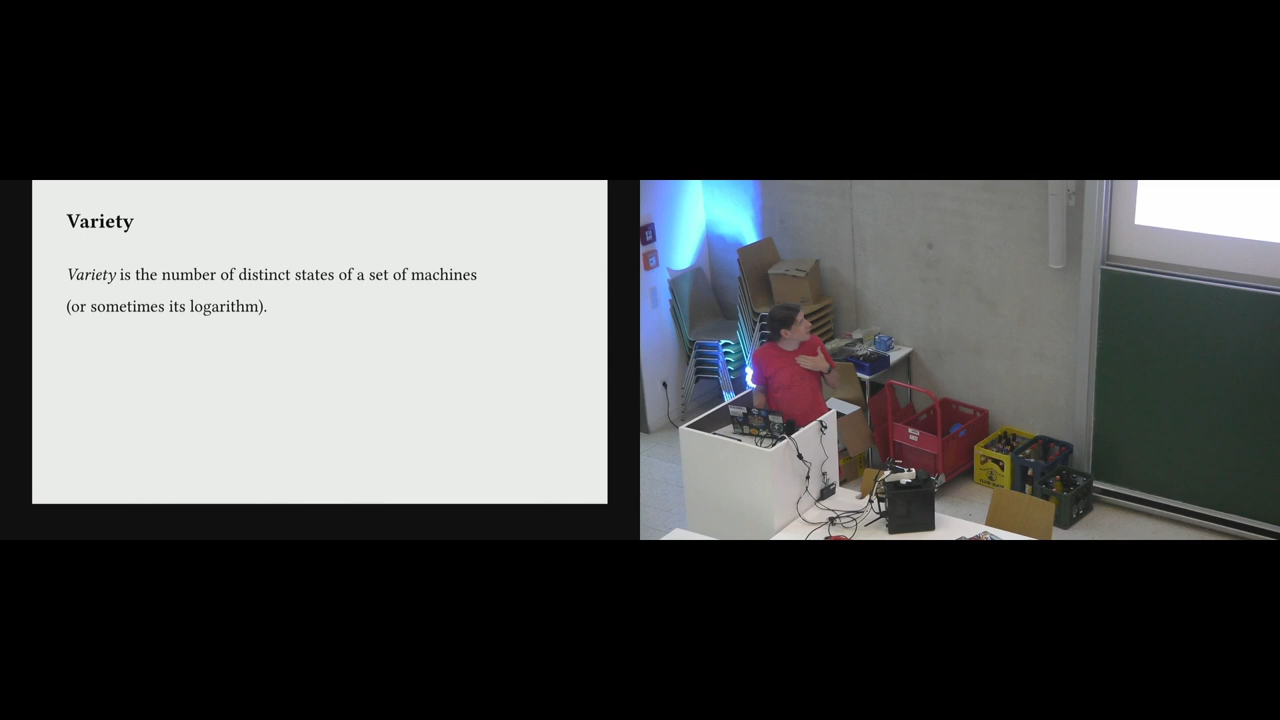 Variety
Variety is the number of distinct states of a set of machines
(or sometimes its logarithm).